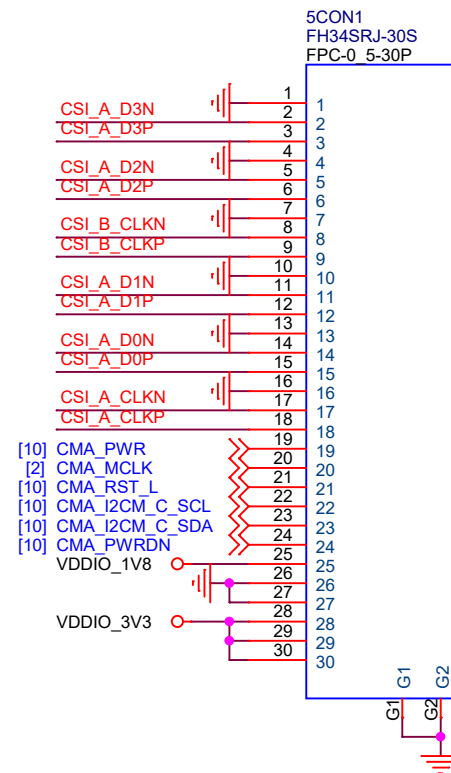 5CON1
FH34SRJ-30S
FPC-0_5-30P
1 1
CSI_A_D3N 2 2
CSI_A_D3P 3 3
4 4
CSI_A_D2N 5 5
CSI_A_D2P 6 6
7 7
CSI_B_CLKN 8 8
CSI_B_CLKP 9 9
10 10
CSI_A_D1N 11 11
CSI_A_D1P 12 12
13 13
CSI_A_D0N 14 14
CSI_A_D0P 15 15
16 16
CSI_A_CLKN 17 17
CSI_A_CLKP 18 18
[10] CMA_PWR 19 19
[2] CMA_MCLK 20 20
[10] CMA_RST_L 21 21
[10] CMA_I2CM_C_SCL 22 22
[10] CMA_I2CM_C_SDA 23 23
[10] CMA_PWRDN 24 24
VDDIO_1V8 25 25
26 26
27 27
VDDIO_3V3 28 28
29 29
30 30
G1 G2
G1 G2